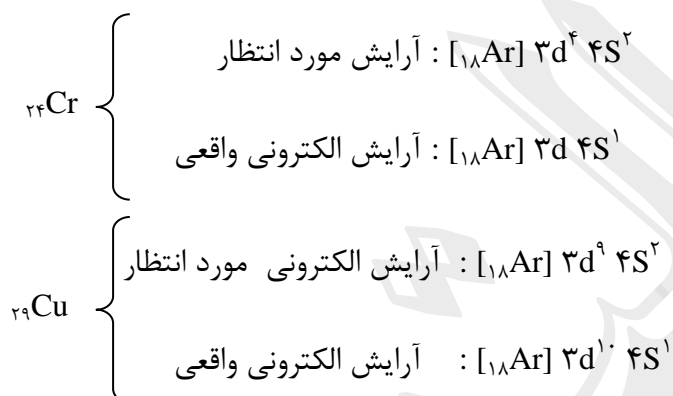 آرایش مورد انتظار : [₁₈Ar] ۳d⁴ ۴S²
₂₄Cr
آرایش الکترونی واقعی : [₁₈Ar] ۳d ۴S¹
آرایش الکترونی مورد انتظار : [₁₈Ar] ۳d⁹ ۴S²
₂₉Cu
آرایش الکترونی واقعی : [₁₈Ar] ۳d¹⁰ ۴S¹